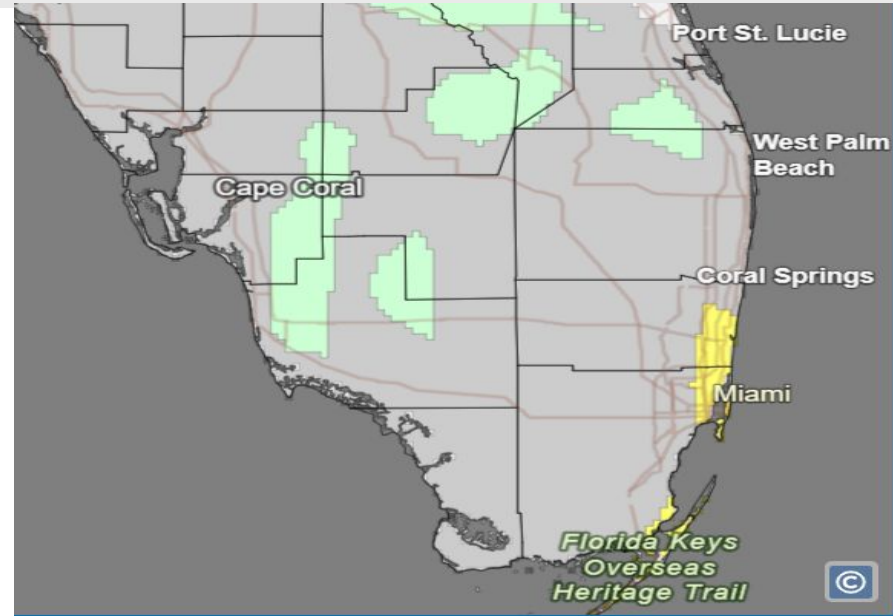 Port St. Lucie
West Palm
Beach
Cape Coral
Coral Springs
Miami
Florida Keys
Overseas
Heritage Trail
©